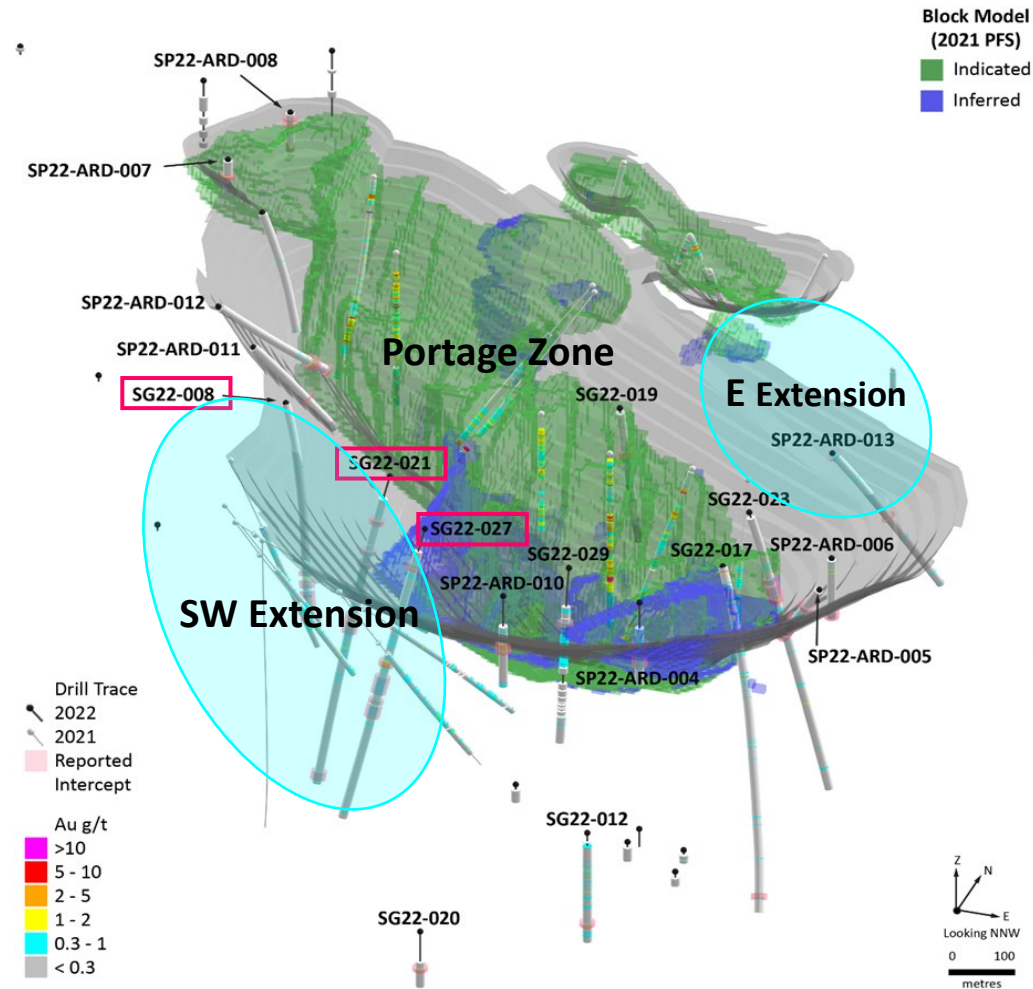 Block Model
(2021 PFS)
Indicated
Inferred
SP22-ARD-008
SP22-ARD-007
SP22-ARD-012
SP22-ARD-011
SG22-008
Portage Zone
SG22-019
E Extension
SP22-ARD-013
SG22-021
SG22-023
SG22-027
SG22-029
SG22-017
SP22-ARD-006
SP22-ARD-010
SW Extension
SP22-ARD-004
SP22-ARD-005
Drill Trace
2022
2021
Reported
Intercept
Au g/t
>10
5 - 10
2 - 5
1 - 2
0.3 - 1
< 0.3
SG22-012
SG22-020
Z
N
E
Looking NNW
0 100
metres